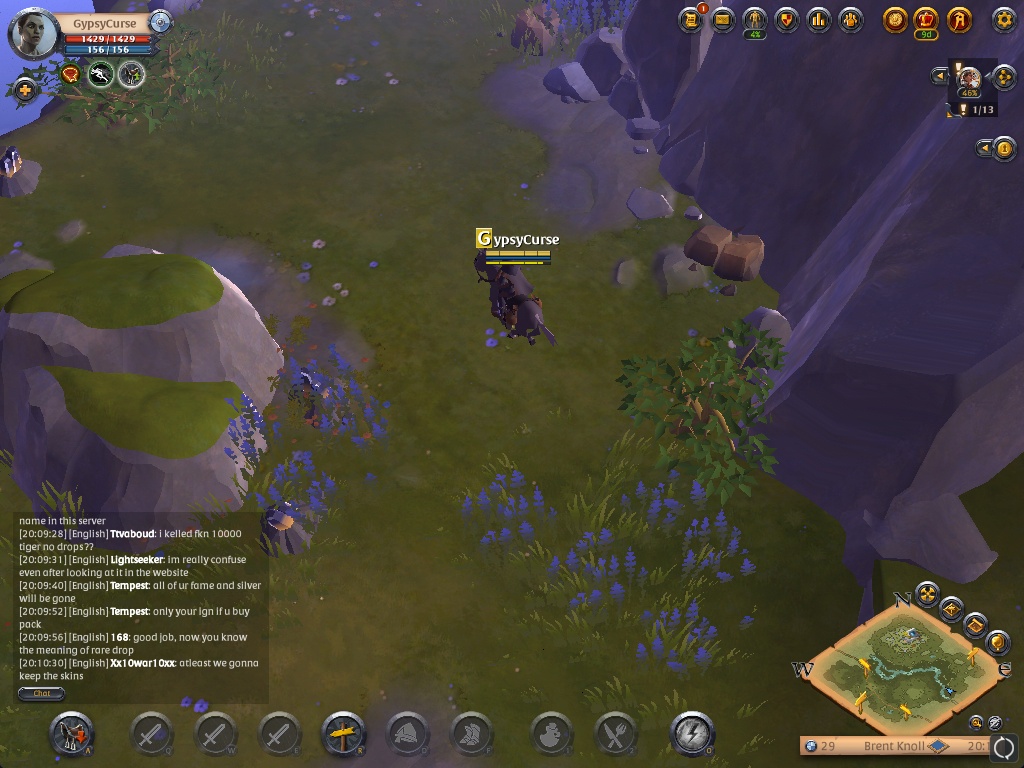 GypsyCurse
1429 / 1429
156 / 156
1
4%
9d
46%
1/13
1
GypsyCurse
name in this server
[20:09:28] [English] Ttvaboud: i kelled fkn 10000
tiger no drops??
[20:09:31] [English] Lightseeker: im really confuse
even after looking at it in the website
[20:09:40] [English] Tempest: all of ur fame and silver
will be gone
[20:09:52] [English] Tempest: only your ign if u buy
pack
[20:09:56] [English] 168: good job, now you know
the meaning of rare drop
[20:10:30] [English] Xx10war10xx: atleast we gonna
keep the skins
Chat
N
W
E
A
Q
W
E
R
D
F
29
Brent Knoll